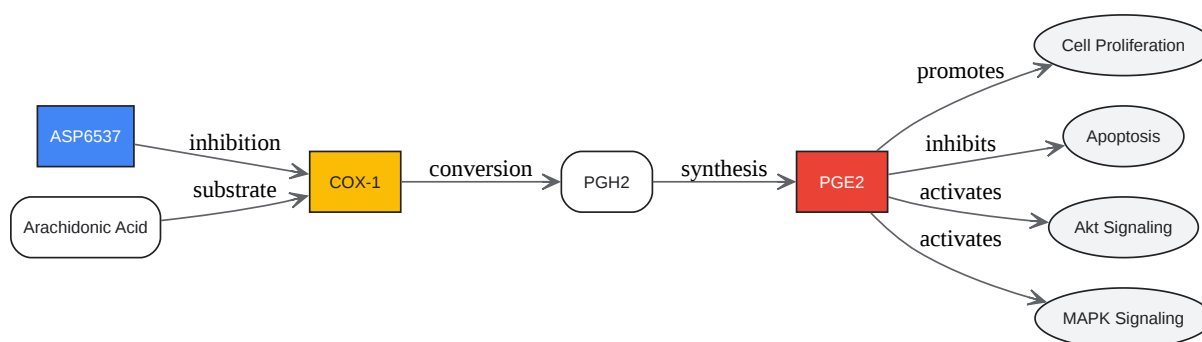 ASP6537
Arachidonic Acid
inhibition
substrate
COX-1
conversion
PGH2
synthesis
PGE2
promotes
inhibits
activates
activates
Cell Proliferation
Apoptosis
Akt Signaling
MAPK Signaling